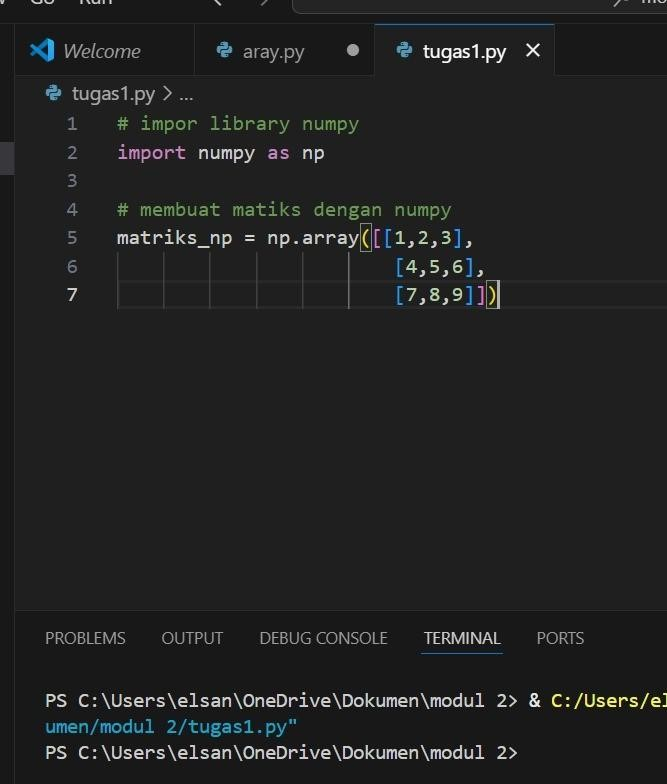 Go Run
Welcome aray.py tugas1.py
tugas1.py > ...
1 # impor library numpy
2 import numpy as np
3
4 # membuat matiks dengan numpy
5 matriks_np = np.array([[1,2,3],
6 [4,5,6],
7 [7,8,9]])
PROBLEMS OUTPUT DEBUG CONSOLE TERMINAL PORTS
PS C:\Users\elsan\OneDrive\Dokumen\modul 2> & C:/Users/el
umen/modul 2/tugas1.py"
PS C:\Users\elsan\OneDrive\Dokumen\modul 2>